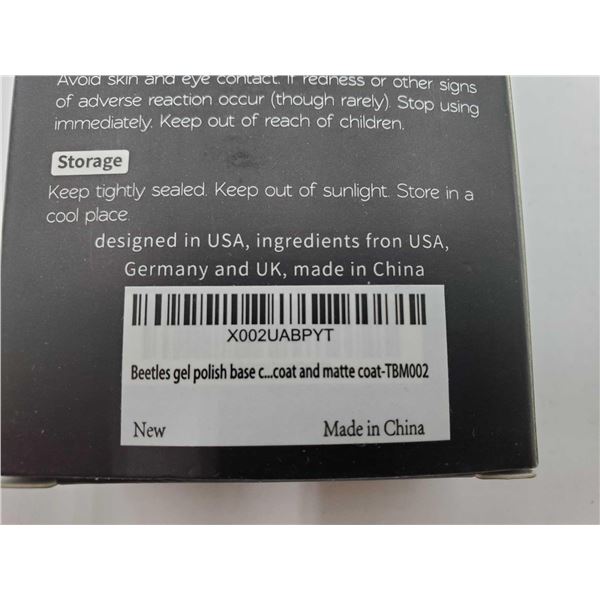 Avoid skin and eye contact. If redness or other signs
of adverse reaction occur (though rarely). Stop using
immediately. Keep out of reach of children.
Storage
Keep tightly sealed. Keep out of sunlight. Store in a
cool place.
designed in USA, ingredients fron USA,
Germany and UK, made in China
X002UABPYT
Beetles gel polish base c...coat and matte coat-TBM002
New Made in China